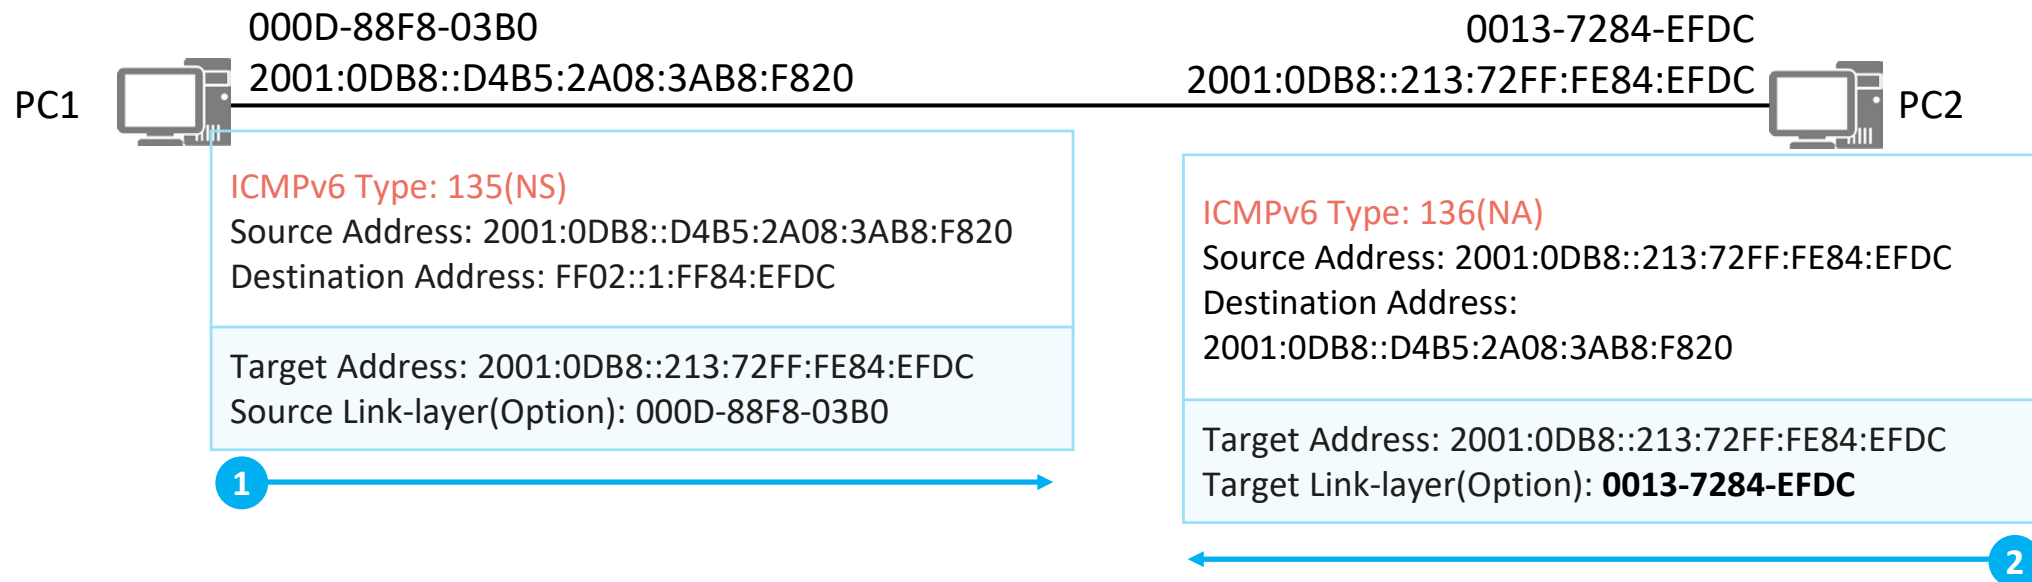 000D-88F8-03B0
2001:0DB8::D4B5:2A08:3AB8:F820
PC1
0013-7284-EFDC
2001:0DB8::213:72FF:FE84:EFDC
PC2
ICMPv6 Type: 135(NS)
Source Address: 2001:0DB8::D4B5:2A08:3AB8:F820
Destination Address: FF02::1:FF84:EFDC
Target Address: 2001:0DB8::213:72FF:FE84:EFDC
Source Link-layer(Option): 000D-88F8-03B0
1
ICMPv6 Type: 136(NA)
Source Address: 2001:0DB8::213:72FF:FE84:EFDC
Destination Address:
2001:0DB8::D4B5:2A08:3AB8:F820
Target Address: 2001:0DB8::213:72FF:FE84:EFDC
Target Link-layer(Option): 0013-7284-EFDC
2